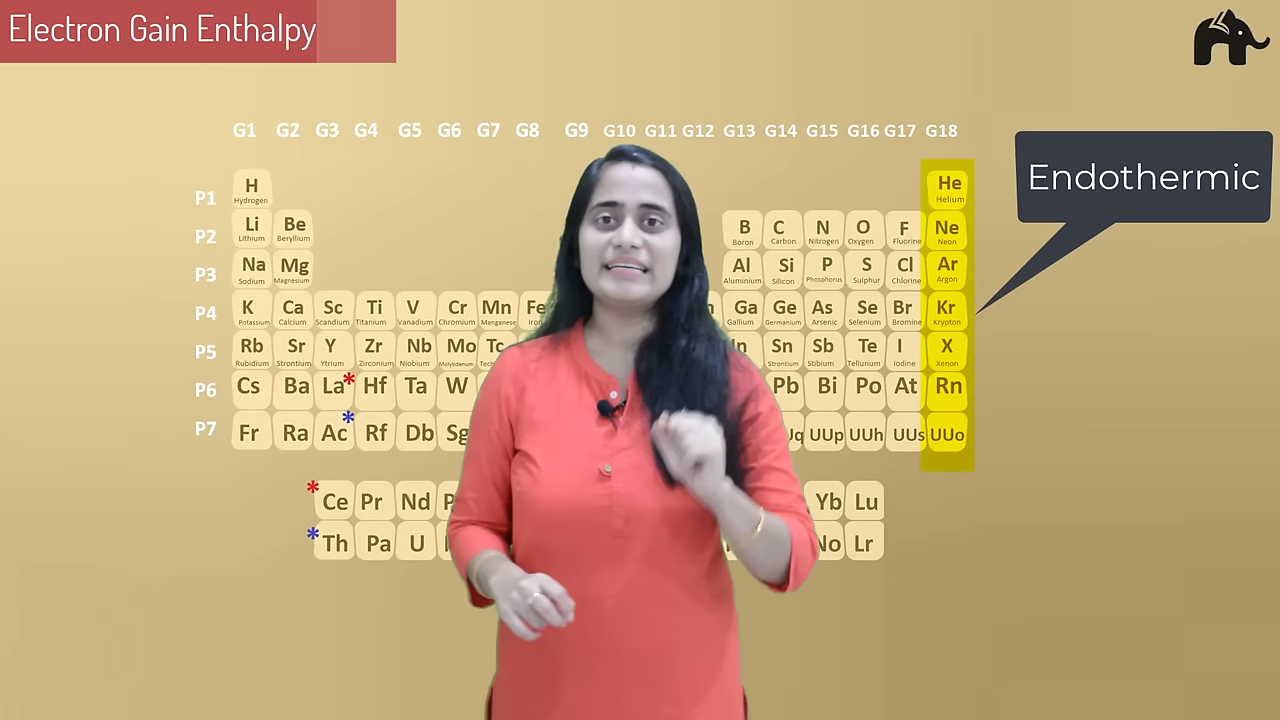 Electron Gain Enthalpy
G1 G2 G3 G4 G5 G6 G7 G8 G9 G10 G11 G12 G13 G14 G15 G16 G17 G18
Endothermic
P1 H He
Hydrogen Helium
P2 Li Be B C N O F Ne
Lithium Beryllium Boron Carbon Nitrogen Oxygen Fluorine Neon
P3 Na Mg Al Si P S Cl Ar
Sodium Magnesium Aluminium Silicon Phosphorus Sulphur Chlorine Argon
P4 K Ca Sc Ti V Cr Mn Fe Ga Ge As Se Br Kr
Potassium Calcium Scandium Titanium Vanadium Chromium Manganese Gallium Germanium Arsenic Selenium Bromine Krypton
P5 Rb Sr Y Zr Nb Mo Tc Sn Sb Te I X
Rubidium Strontium Ytrium Zirconium Niobium Molybdenum Strontium Stibium Tellurium Iodine Xenon
P6 Cs Ba La* Hf Ta W Pb Bi Po At Rn
P7 Fr Ra Ac* Rf Db Sg UUp UUh UUs UUo
* Ce Pr Nd Yb Lu
* Th Pa U No Lr